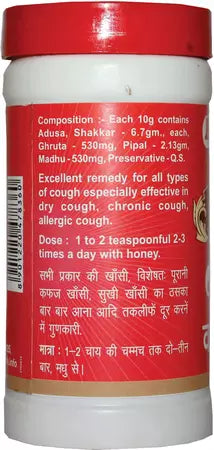 Composition :- Each 10g contains
Adusa, Shakkar - 6.7gm., each,
Ghruta - 530mg, Pipal - 2.13gm,
Madhu -530mg, Preservative -Q.S.
Excellent remedy for all types
of cough especially effective in
dry cough, chronic cough,
allergic cough.
Dose : 1 to 2 teaspoonful 2-3
times a day with honey.
सभी प्रकार की खाँसी, विशेषतः पूरानी
कफज खाँसी, सुखी खाँसी का ठसका
बार बार आना आदि तकलीफें दूर करनें
में गुणकारी.
मात्रा : १-२ चाय की चम्मच तक दो-तीन
बार, मधु से।